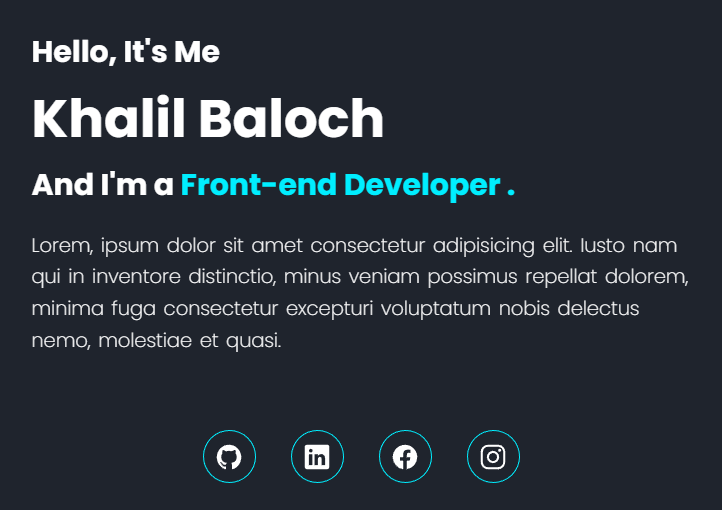 Hello, It's Me
Khalil Baloch
And I'm a Front-end Developer .
Lorem, ipsum dolor sit amet consectetur adipisicing elit. Iusto nam
qui in inventore distinctio, minus veniam possimus repellat dolorem,
minima fuga consectetur excepturi voluptatum nobis delectus
nemo, molestiae et quasi.
in